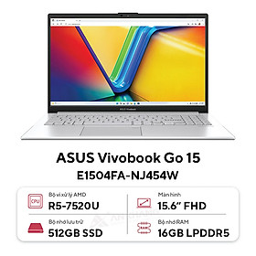 ASUS Vivobook Go 15
E1504FA-NJ454W
Bộ vi xử lý AMD
R5-7520U
Màn hình
15.6” FHD
Bộ nhớ lưu trữ
512GB SSD
Bộ nhớ RAM
16GB LPDDR5
CPU